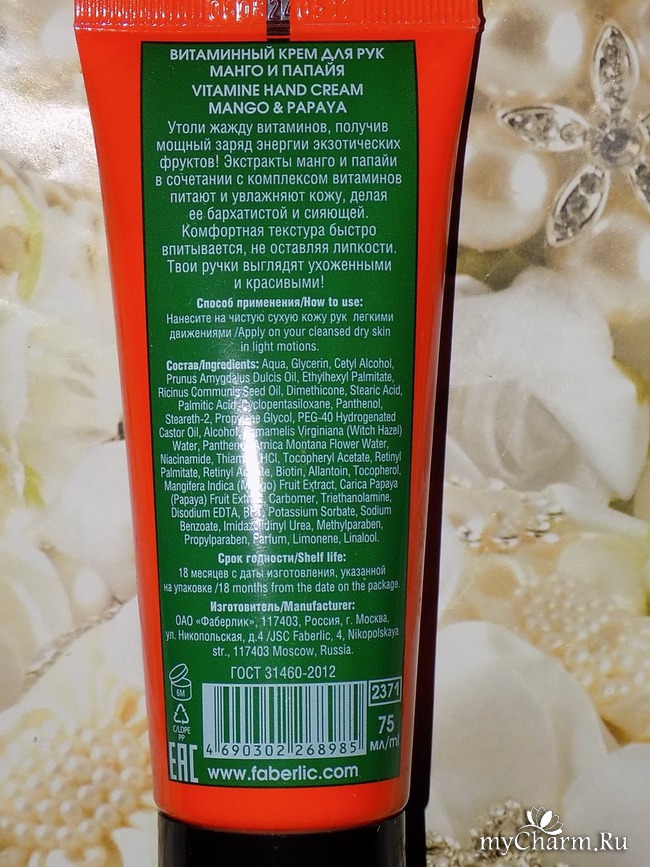 ВИТАМИННЫЙ КРЕМ ДЛЯ РУК
МАНГО И ПАПАЙЯ
VITAMINE HAND CREAM
MANGO & PAPAYA
Утоли жажду витаминов, получив
мощный заряд энергии экзотических
фруктов! Экстракты манго и папайи
в сочетании с комплексом витаминов
питают и увлажняют кожу, делая
ее бархатистой и сияющей.
Комфортная текстура быстро
впитывается, не оставляя липкости.
Твои ручки выглядят ухоженными
и красивыми!
Способ применения/How to use:
Нанесите на чистую сухую кожу рук легкими
движениями /Apply on your cleansed dry skin
in light motions.
Состав/Ingredients: Aqua, Glycerin, Cetyl Alcohol,
Prunus Amygdalus Dulcis Oil, Ethylhexyl Palmitate,
Ricinus Communis Seed Oil, Dimethicone, Stearic Acid,
Palmitic Acid, Cyclopentasiloxane, Panthenol,
Steareth-2, Propylene Glycol, PEG-40 Hydrogenated
Castor Oil, Alcohol, Hamamelis Virginiana (Witch Hazel)
Water, Panthenol, Arnica Montana Flower Water,
Niacinamide, Thiamine HCl, Tocopheryl Acetate, Retinyl
Palmitate, Retinyl Acetate, Biotin, Allantoin, Tocopherol,
Mangifera Indica (Mango) Fruit Extract, Carica Papaya
(Papaya) Fruit Extract, Carbomer, Triethanolamine,
Disodium EDTA, Potassium Sorbate, Sodium
Benzoate, Imidazolidinyl Urea, Methylparaben,
Propylparaben, Parfum, Limonene, Linalool.
Срок годности/Shelf life:
18 месяцев с даты изготовления, указанной
на упаковке /18 months from the date on the package.
Изготовитель/Manufacturer:
ОАО «Фаберлик», 117403, Россия, г. Москва,
ул. Никопольская, д.4 /JSC Faberlic, 4, Nikopolskaya
str., 117403 Moscow, Russia.
ГОСТ 31460-2012
6M
C/LDPE
PP
EAC
2371
75
мл/ml
4 690302 268985
www.faberlic.com
myCharm.Ru